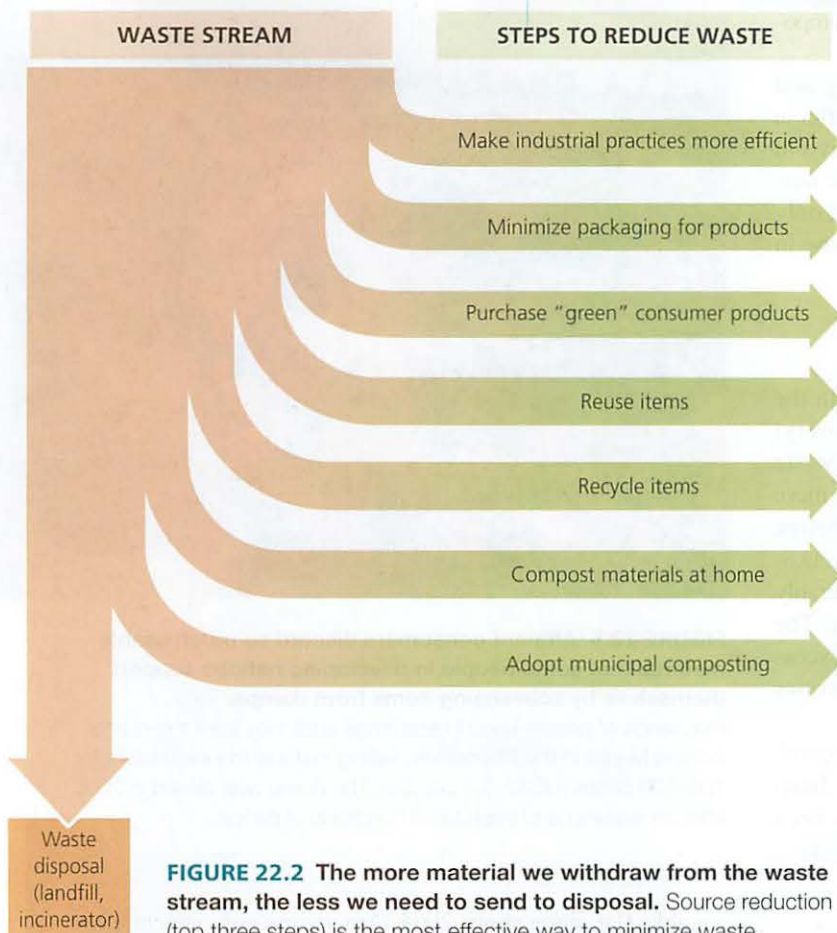 WASTE STREAM
STEPS TO REDUCE WASTE
Make industrial practices more efficient
Minimize packaging for products
Purchase "green" consumer products
Reuse items
Recycle items
Compost materials at home
Adopt municipal composting
Waste
disposal
(landfill,
incinerator)
FIGURE 22.2 The more material we withdraw from the waste
stream, the less we need to send to disposal. Source reduction
(top three steps) is the most effective way to minimize waste